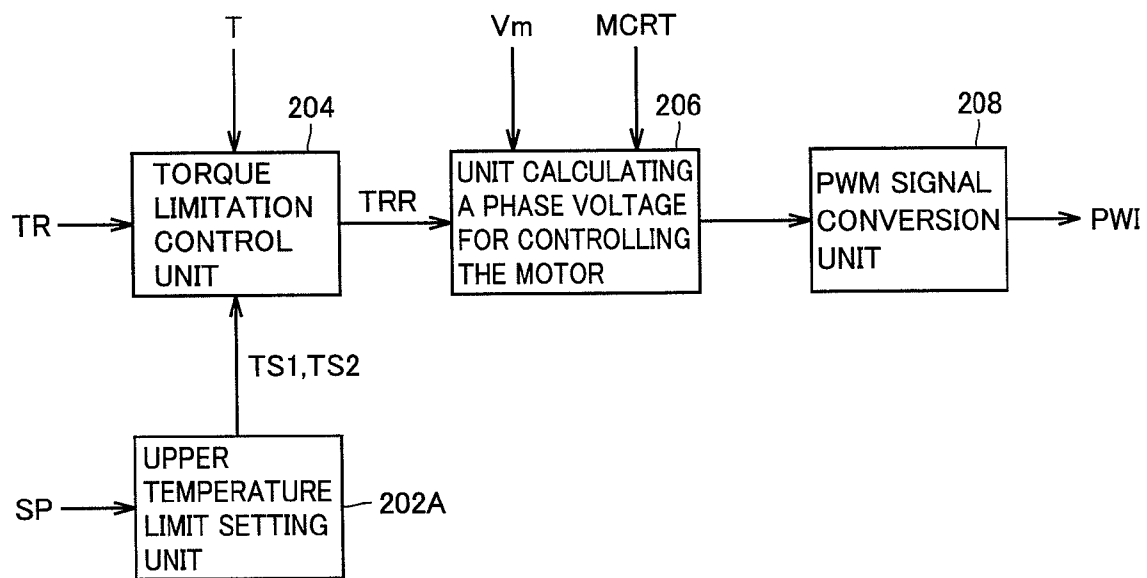 T
Vm
MCRT
204
206
208
TORQUE
LIMITATION
CONTROL
UNIT
UNIT CALCULATING
A PHASE VOLTAGE
FOR CONTROLLING
THE MOTOR
PWM SIGNAL
CONVERSION
UNIT
TR
TRR
PWI
TS1,TS2
UPPER
TEMPERATURE
LIMIT SETTING
UNIT
SP
202A